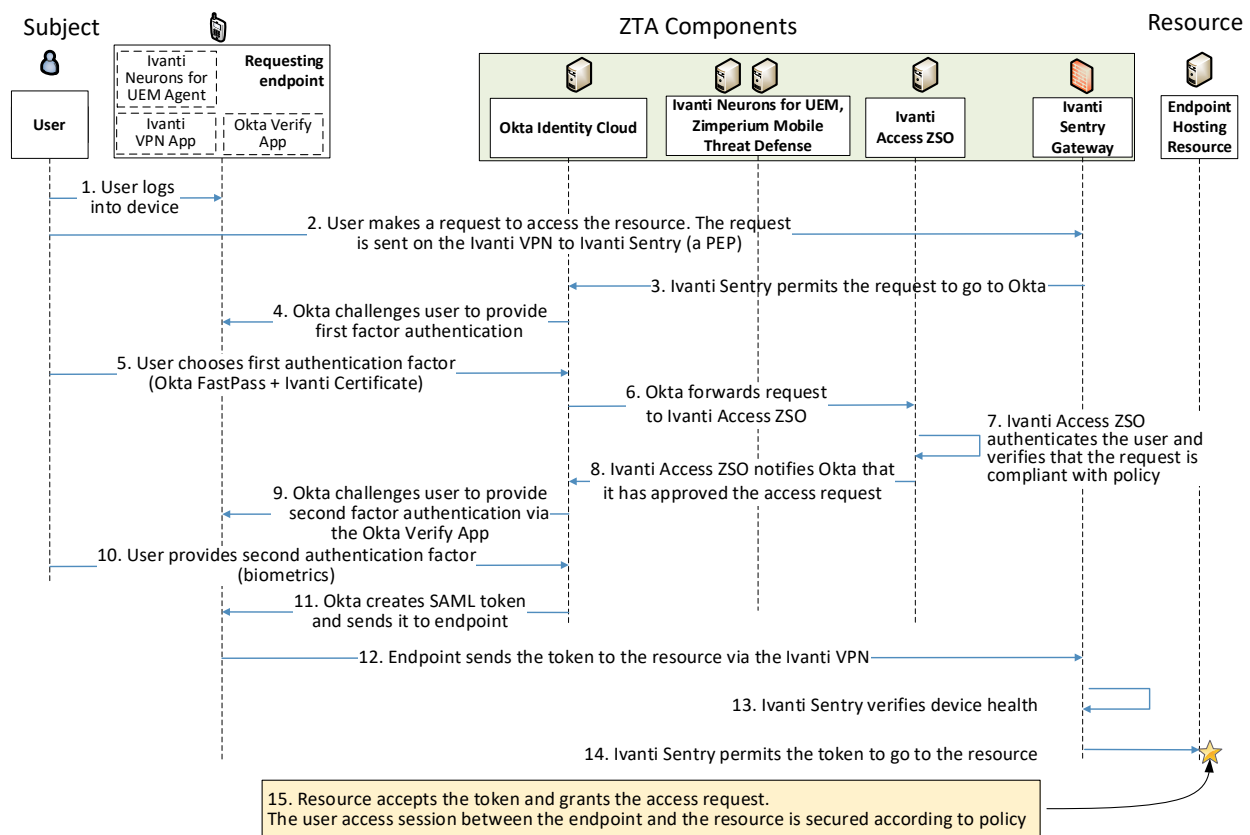 Subject
ZTA Components
Resource
Ivanti
Neurons for
UEM Agent
Requesting
endpoint
Ivanti
VPN App
Okta Verify
App
User
Okta Identity Cloud
Ivanti Neurons for UEM,
Zimperium Mobile
Threat Defense
Ivanti
Access ZSO
Ivanti
Sentry
Gateway
Endpoint
Hosting
Resource
1. User logs
into device
2. User makes a request to access the resource. The request
is sent on the Ivanti VPN to Ivanti Sentry (a PEP)
3. Ivanti Sentry permits the request to go to Okta
4. Okta challenges user to provide
first factor authentication
5. User chooses first authentication factor
(Okta FastPass + Ivanti Certificate)
6. Okta forwards request
to Ivanti Access ZSO
7. Ivanti Access ZSO
authenticates the user and
verifies that the request is
compliant with policy
8. Ivanti Access ZSO notifies Okta that
it has approved the access request
9. Okta challenges user to provide
second factor authentication via
the Okta Verify App
10. User provides second authentication factor
(biometrics)
11. Okta creates SAML token
and sends it to endpoint
12. Endpoint sends the token to the resource via the Ivanti VPN
13. Ivanti Sentry verifies device health
14. Ivanti Sentry permits the token to go to the resource
15. Resource accepts the token and grants the access request.
The user access session between the endpoint and the resource is secured according to policy